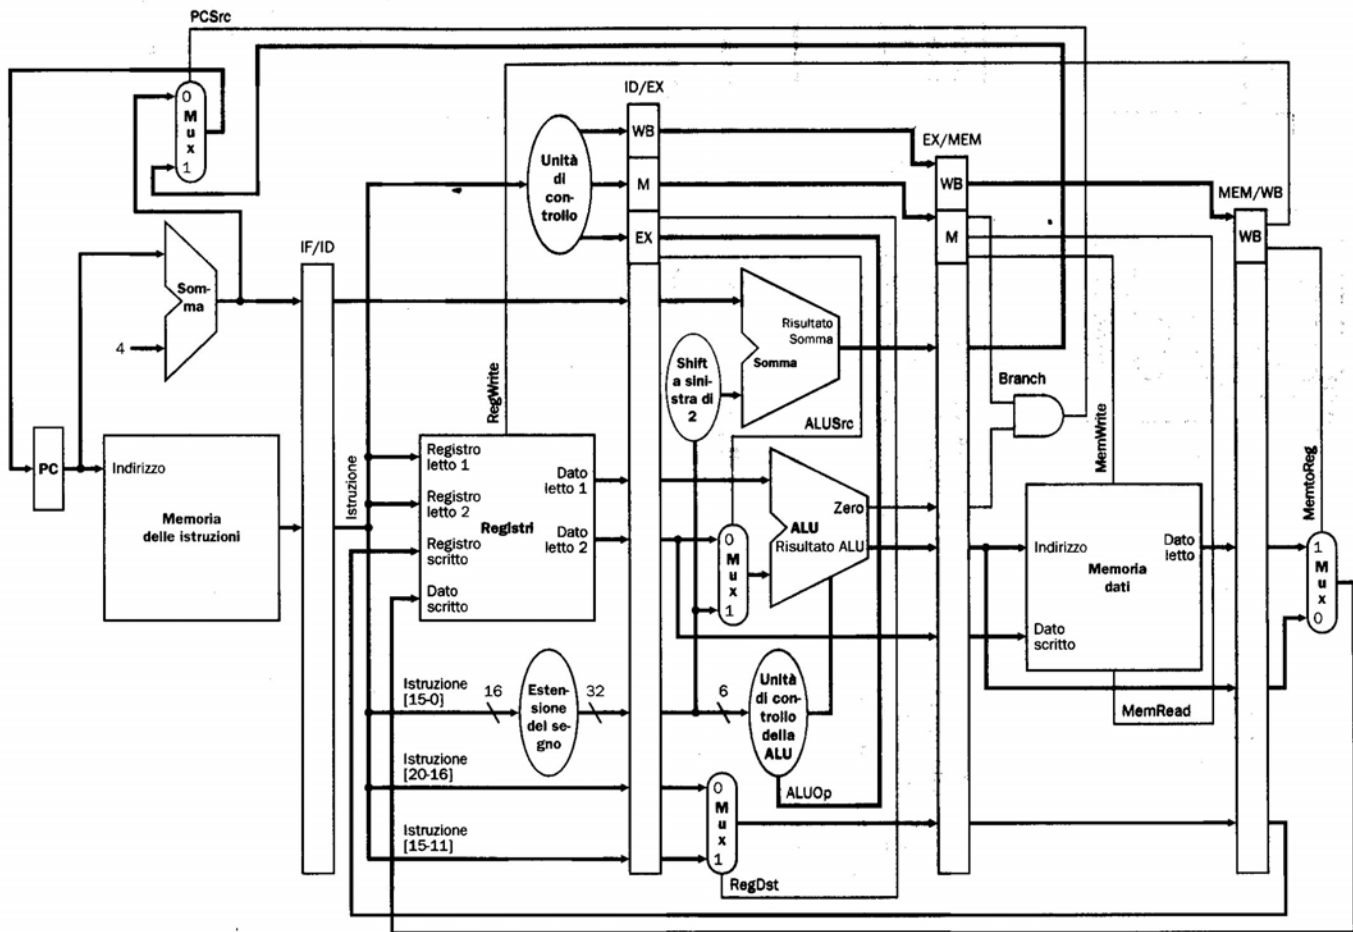 PCSrc
0
Mux
1
ID/EX
WB
M
EX
Unità
di
con-
trollo
EX/MEM
WB
M
MEM/WB
WB
IF/ID
Som-
ma
4
Risultato
Somma
Somma
Shift
a sini-
stra di
2
Branch
ALUSrc
RegWrite
MemWrite
MemtoReg
PC
Indirizzo
Memoria
delle istruzioni
Istruzione
Registro
letto 1
Registro
letto 2
Registro
scritto
Dato
scritto
Registri
Dato
letto 1
Dato
letto 2
0
Mux
1
Zero
ALU
Risultato ALU
Indirizzo
Dato
letto
Memoria
dati
Dato
scritto
1
Mux
0
MemRead
Istruzione
[15-0]
16
Esten-
sione
del se-
gno
32
6
Unità
di con-
trollo
della
ALU
ALUOp
Istruzione
[20-16]
Istruzione
[15-11]
0
Mux
1
RegDst